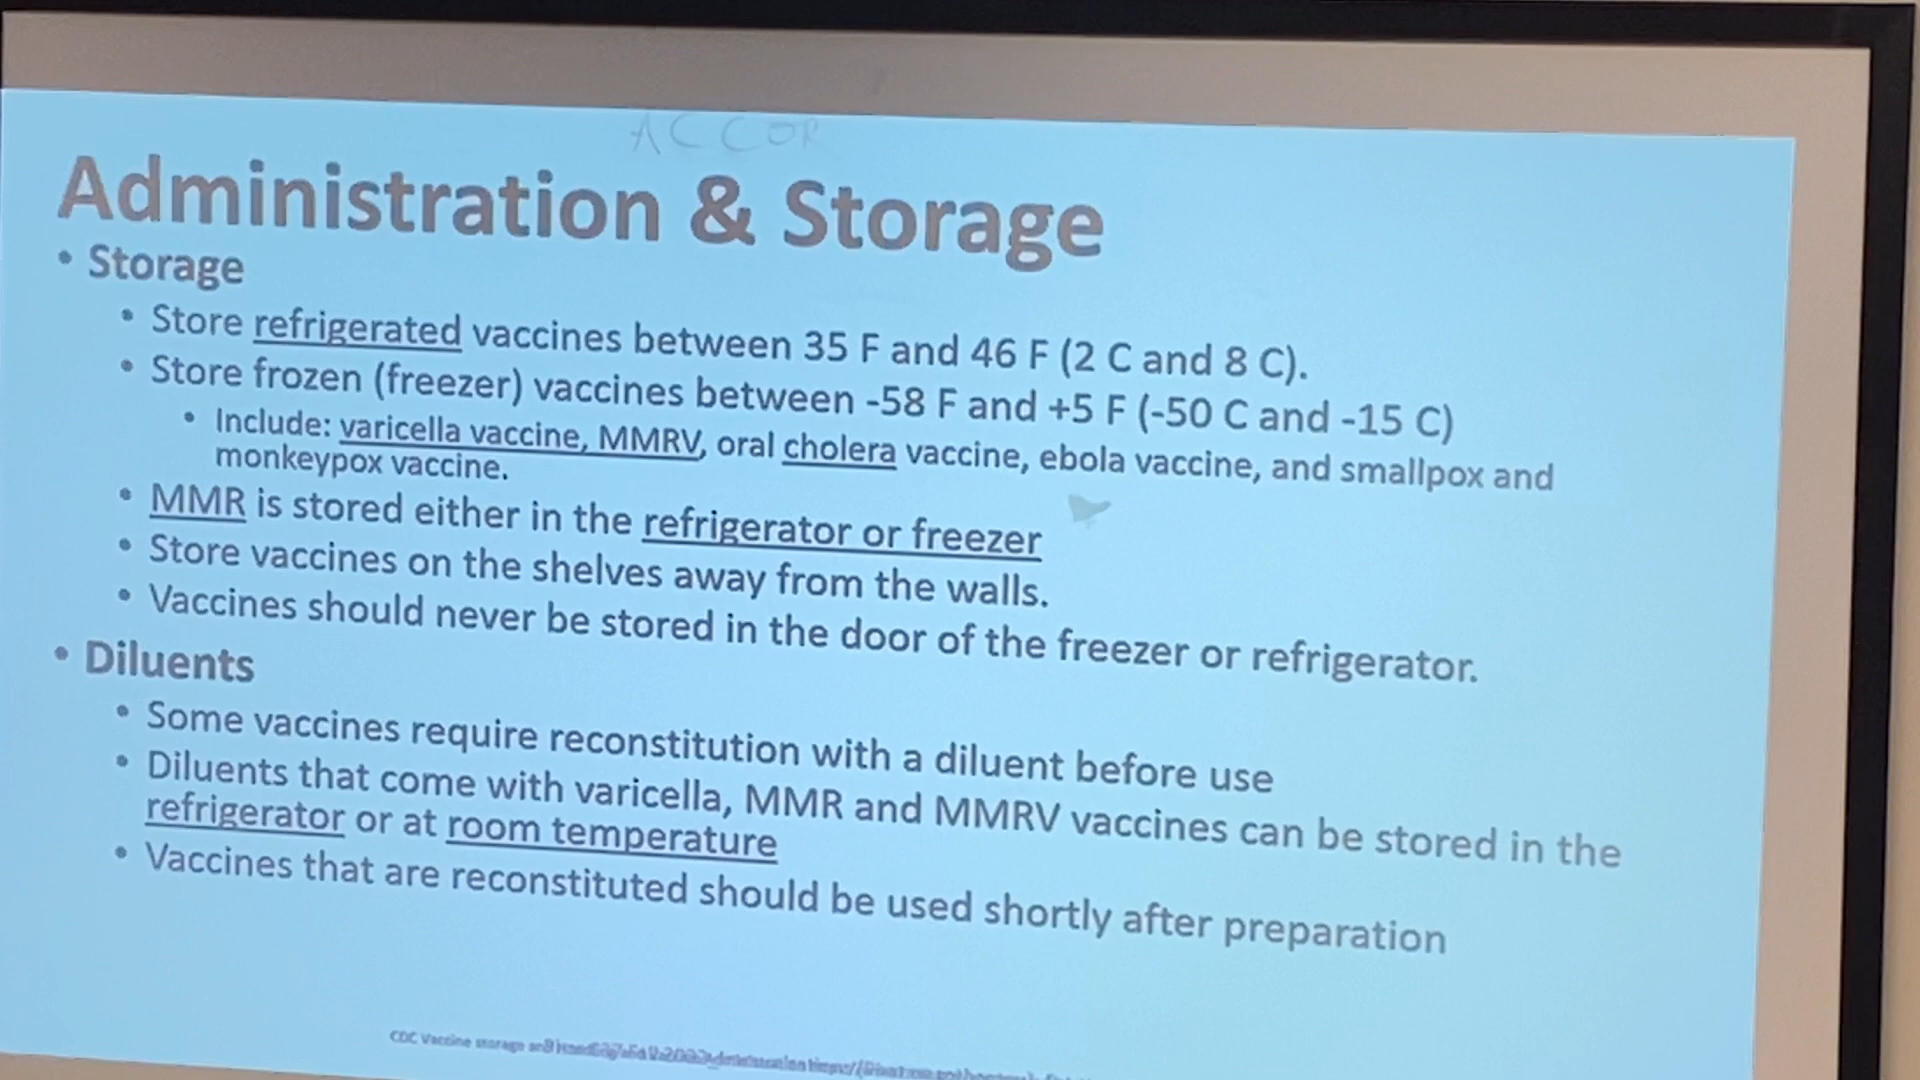 ACCOR
Administration & Storage
• Storage
• Store refrigerated vaccines between 35 F and 46 F (2 C and 8 C).
• Store frozen (freezer) vaccines between -58 F and +5 F (-50 C and -15 C)
• Include: varicella vaccine, MMRV, oral cholera vaccine, ebola vaccine, and smallpox and
monkeypox vaccine.
• MMR is stored either in the refrigerator or freezer
• Store vaccines on the shelves away from the walls.
• Vaccines should never be stored in the door of the freezer or refrigerator.
• Diluents
• Some vaccines require reconstitution with a diluent before use
• Diluents that come with varicella, MMR and MMRV vaccines can be stored in the
refrigerator or at room temperature
• Vaccines that are reconstituted should be used shortly after preparation
CDC Vaccine storage and